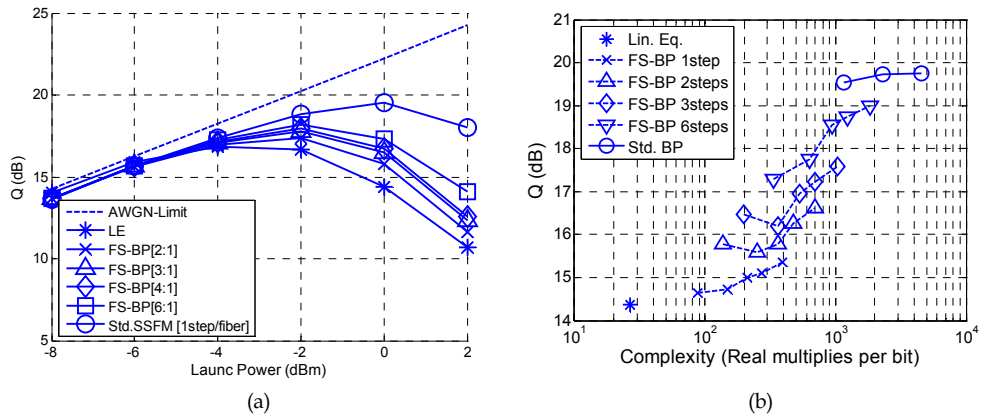 25
20
15
10
5
Q (dB)
AWGN-Limit
LE
FS-BP[2:1]
FS-BP[3:1]
FS-BP[4:1]
FS-BP[6:1]
Std.SSFM [1step/fiber]
-8
-6
-4
-2
0
2
Launc Power (dBm)
(a)
21
20
19
18
17
16
15
14
Q (dB)
Lin. Eq.
FS-BP 1step
FS-BP 2steps
FS-BP 3steps
FS-BP 6steps
Std. BP
10^1
10^2
10^3
10^4
Complexity (Real multiplies per bit)
(b)